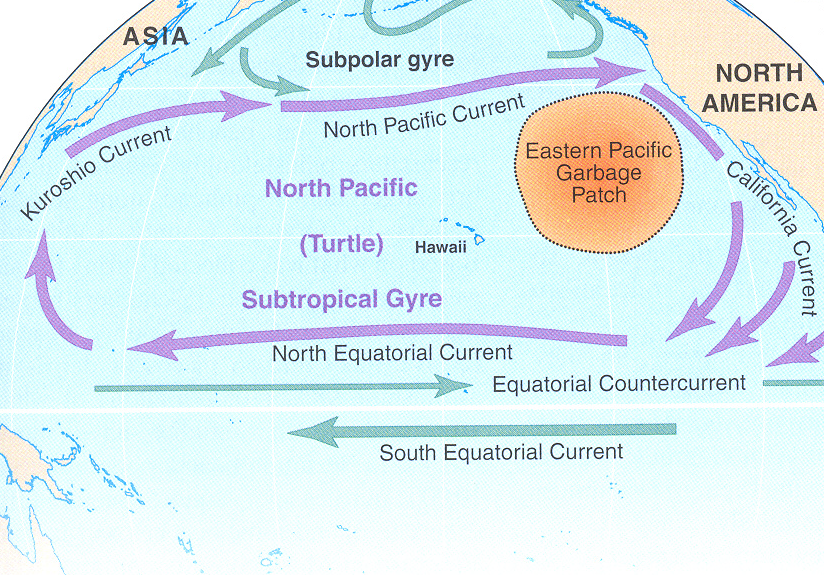 ASIA
Subpolar gyre
NORTH
AMERICA
North Pacific Current
Kuroshio Current
Eastern Pacific
Garbage
Patch
California Current
North Pacific
(Turtle)
Hawaii
Subtropical Gyre
North Equatorial Current
Equatorial Countercurrent
South Equatorial Current